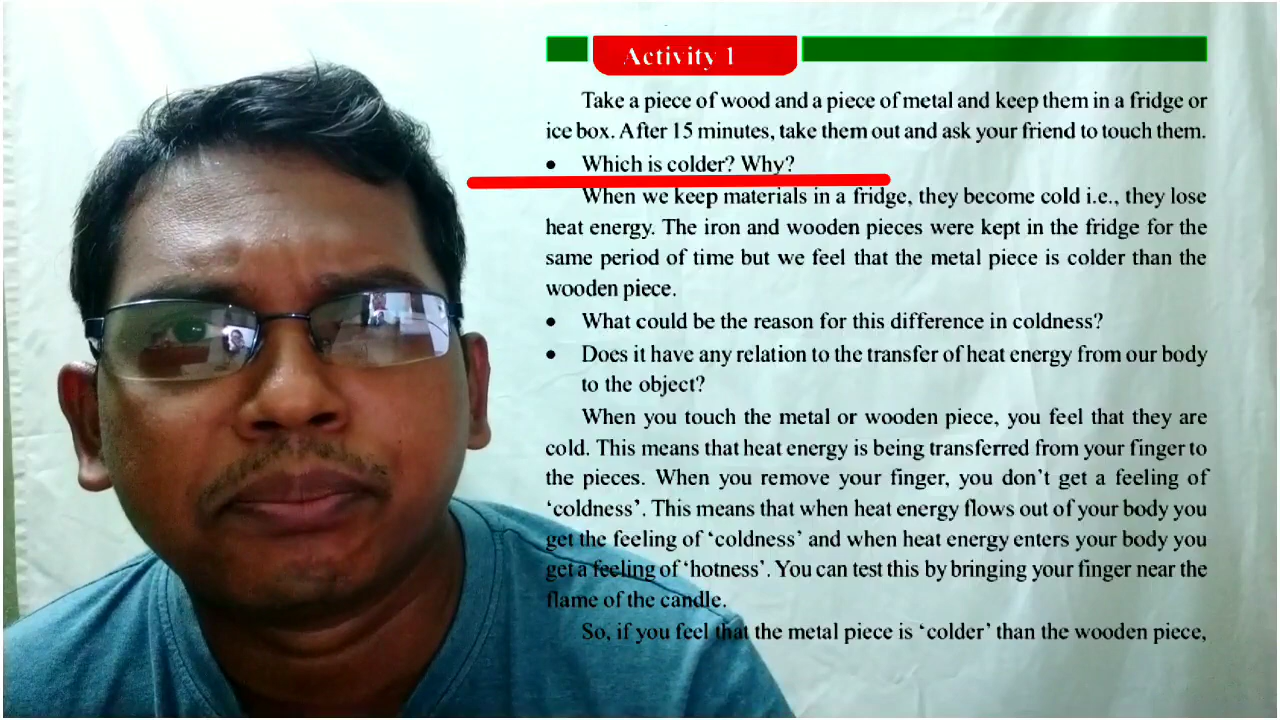 Activity 1
Take a piece of wood and a piece of metal and keep them in a fridge or
ice box. After 15 minutes, take them out and ask your friend to touch them.
• Which is colder? Why?
When we keep materials in a fridge, they become cold i.e., they lose
heat energy. The iron and wooden pieces were kept in the fridge for the
same period of time but we feel that the metal piece is colder than the
wooden piece.
• What could be the reason for this difference in coldness?
• Does it have any relation to the transfer of heat energy from our body
to the object?
When you touch the metal or wooden piece, you feel that they are
cold. This means that heat energy is being transferred from your finger to
the pieces. When you remove your finger, you don’t get a feeling of
‘coldness’. This means that when heat energy flows out of your body you
get the feeling of ‘coldness’ and when heat energy enters your body you
get a feeling of ‘hotness’. You can test this by bringing your finger near the
flame of the candle.
So, if you feel that the metal piece is ‘colder’ than the wooden piece,